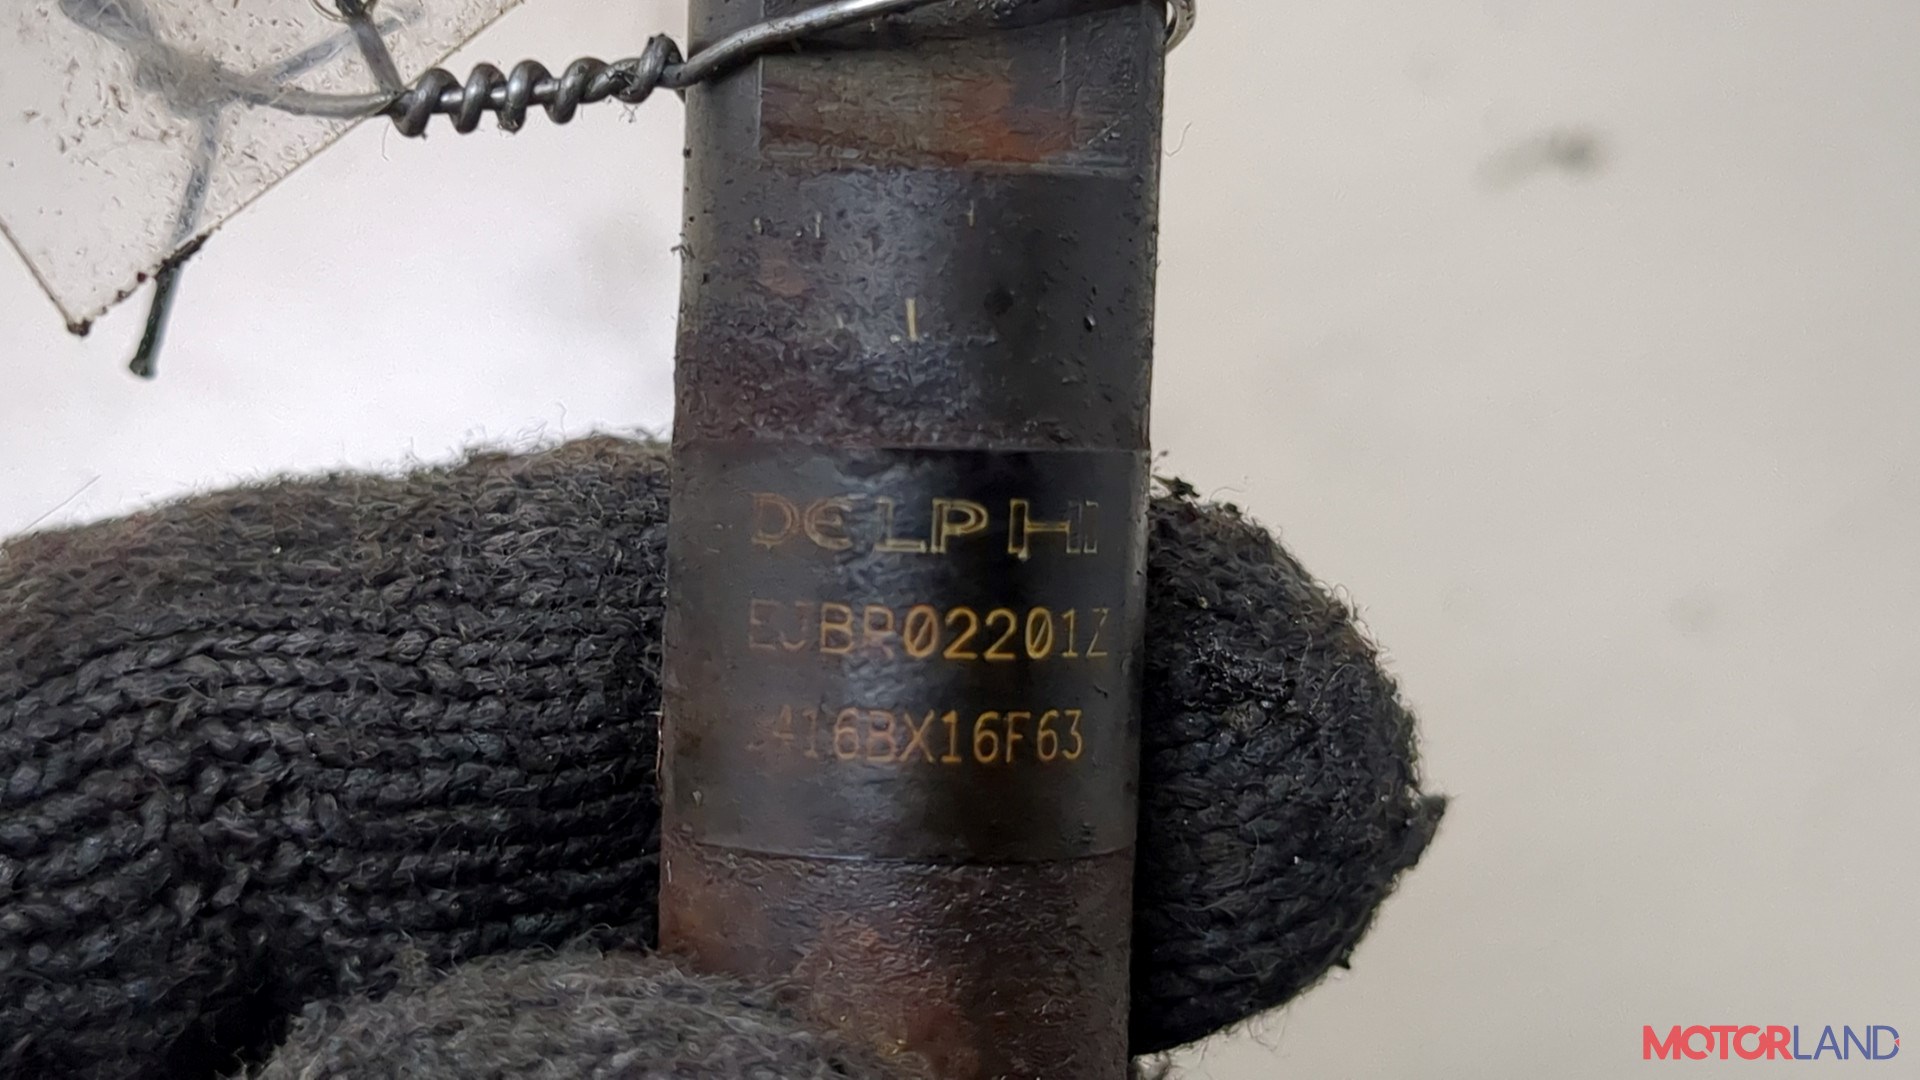 DELPHI
EJBR02201Z
416BX16F63
MOTORLAND